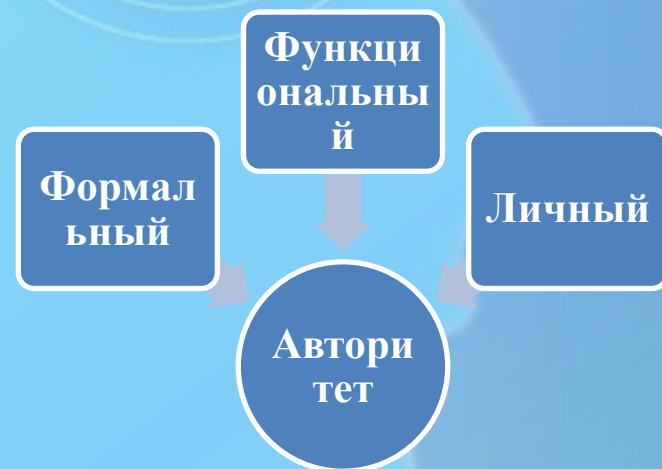 Функци
ональны
й
Формал
ьный
Личный
Автори
тет